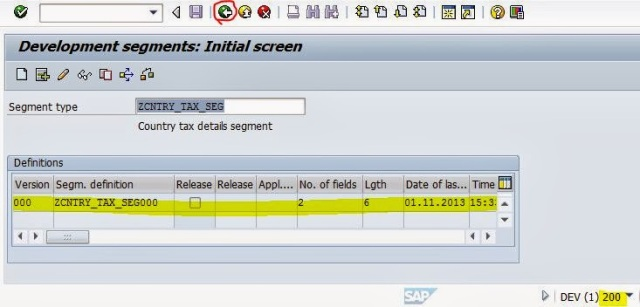 Development segments: Initial screen
Segment type ZCNTRY_TAX_SEG
Country tax details segment
Definitions
Version Segm. definition Release Release Appl.... No. of fields Lgth Date of las... Time
000 ZCNTRY_TAX_SEG000 2 6 01.11.2013 15:3
SAP
DEV (1) 200